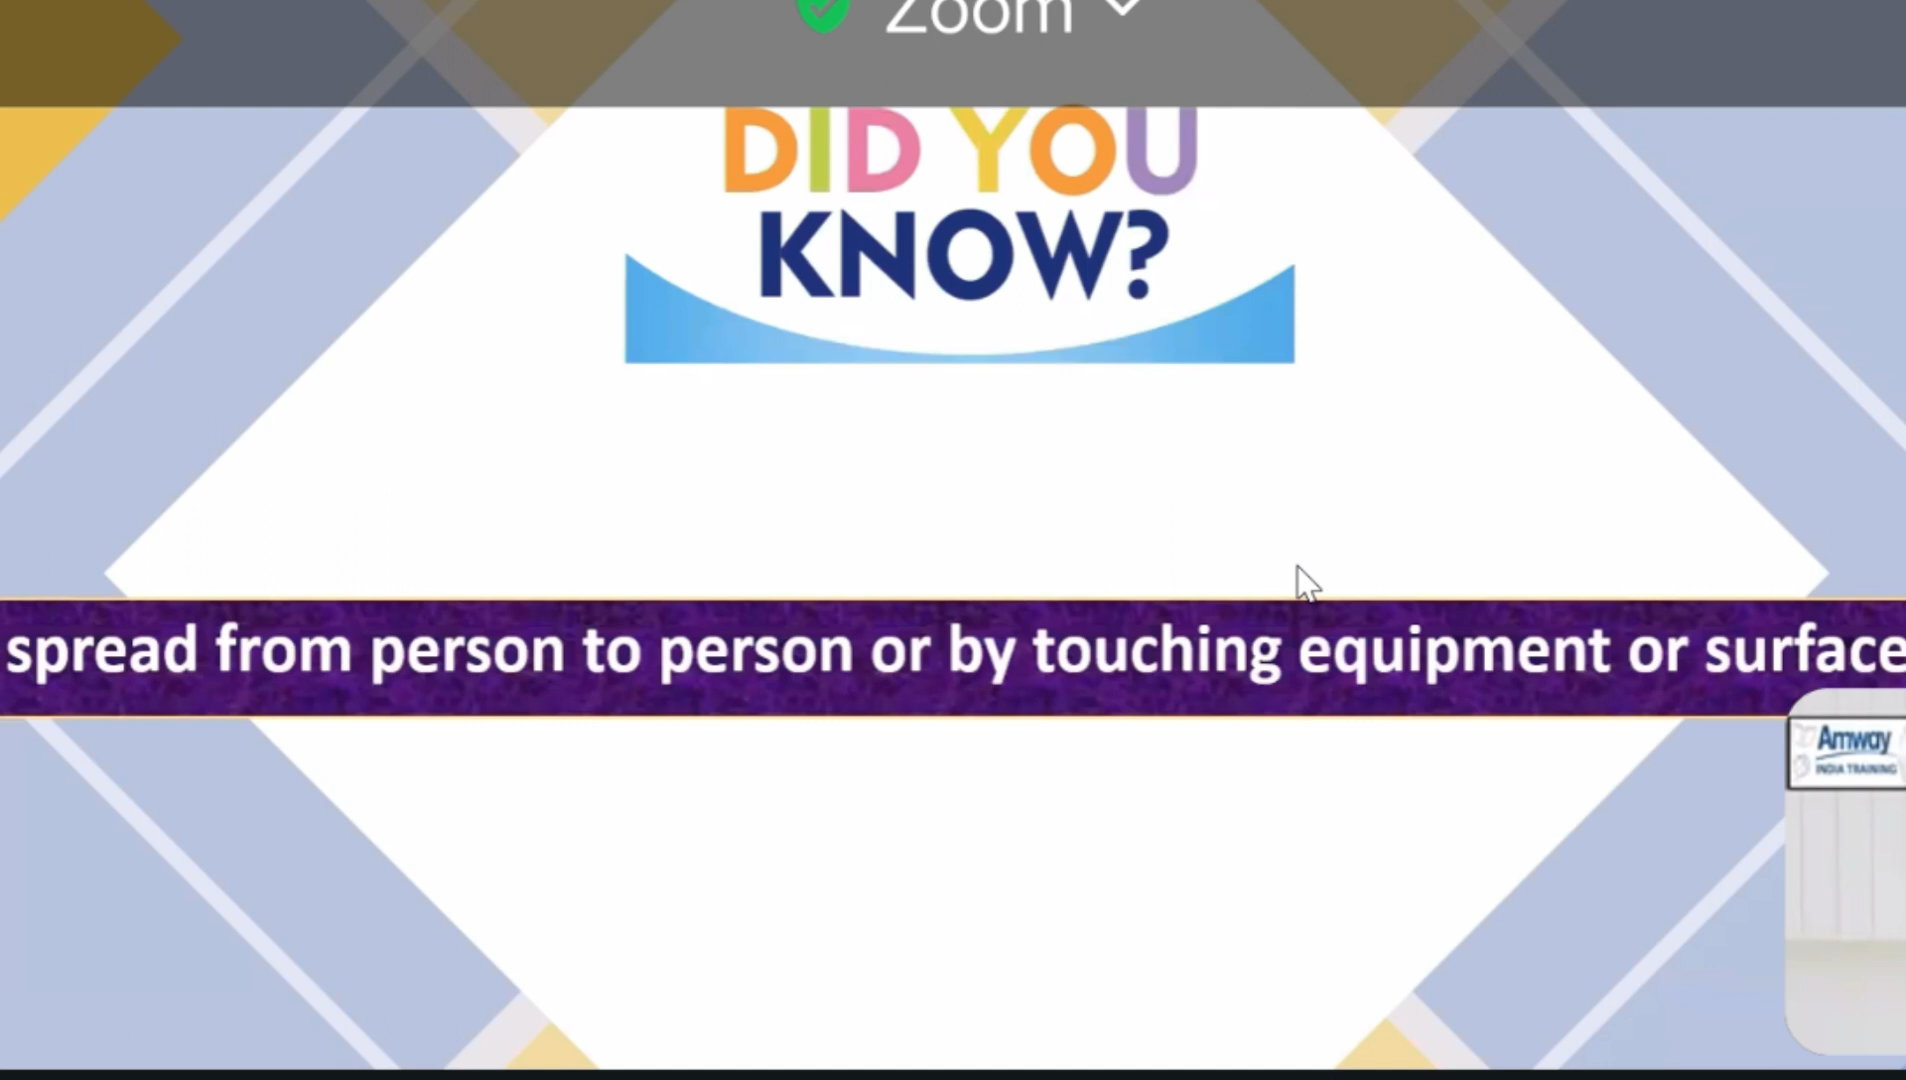 Zoom
DID YOU
KNOW?
spread from person to person or by touching equipment or surface
Amway
INDIA TRAINING